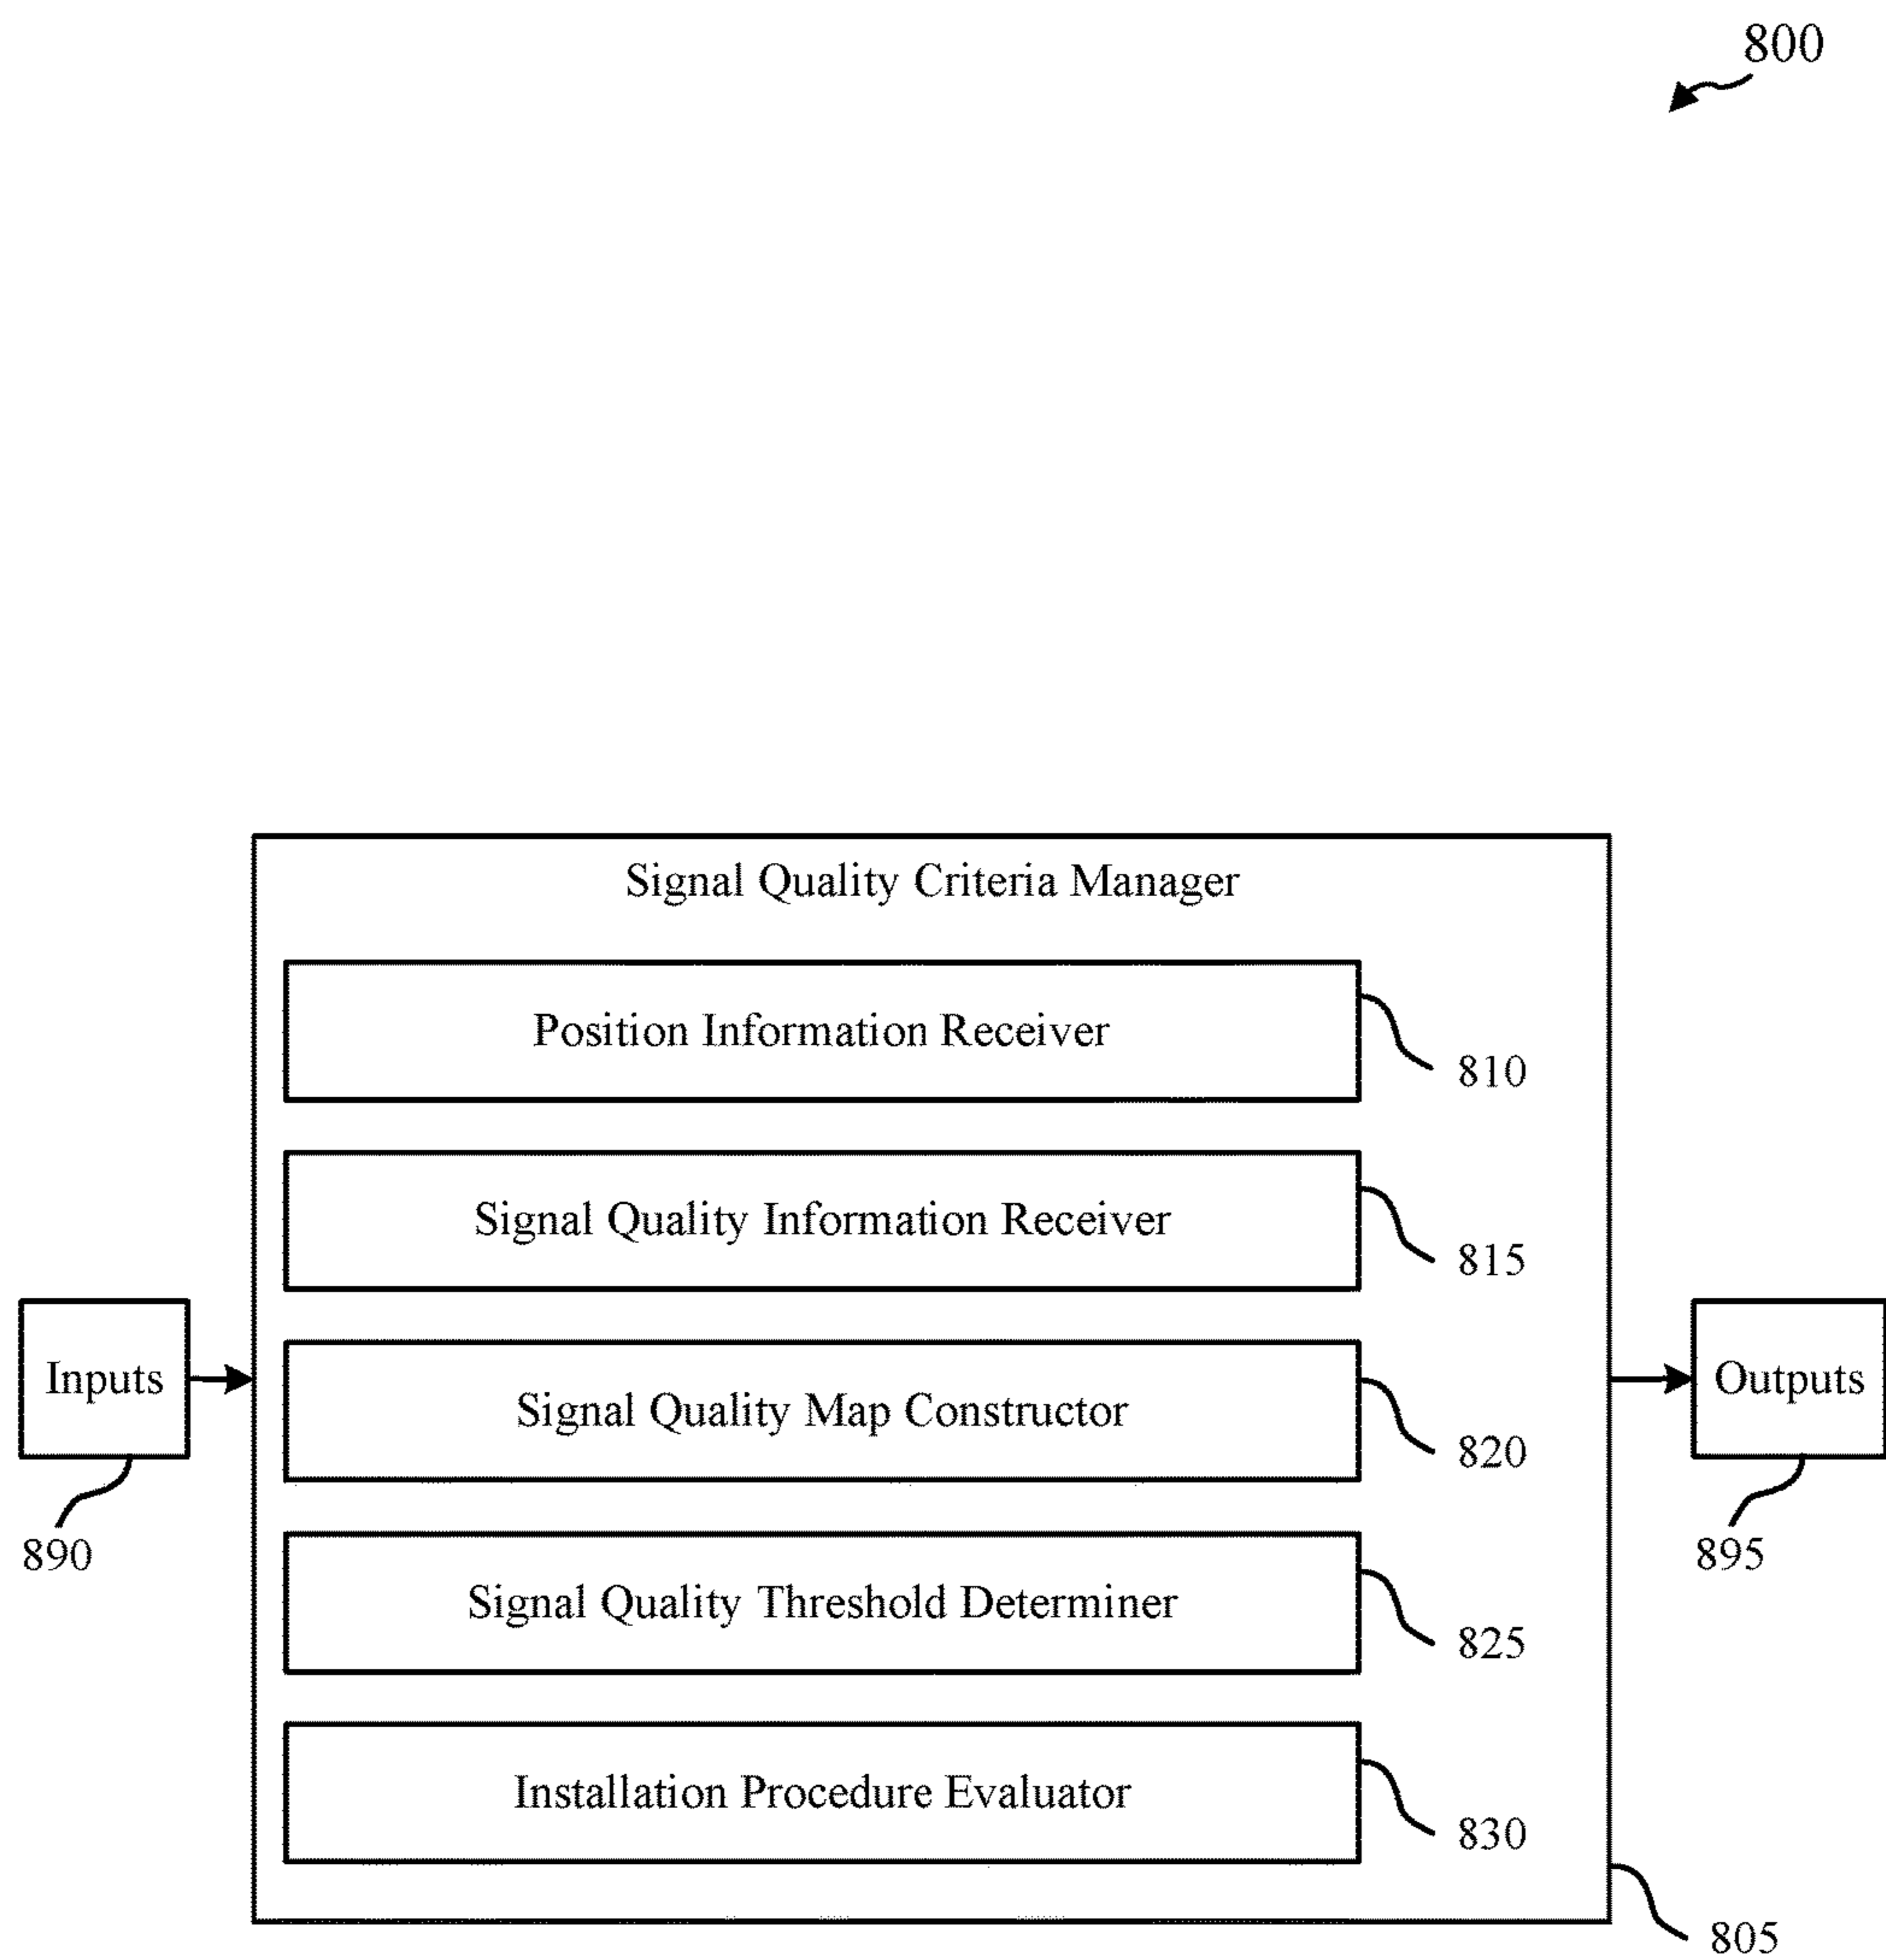 800
Signal Quality Criteria Manager
Position Information Receiver
810
Signal Quality Information Receiver
815
Inputs
890
Signal Quality Map Constructor
820
Outputs
895
Signal Quality Threshold Determiner
825
Installation Procedure Evaluator
830
805